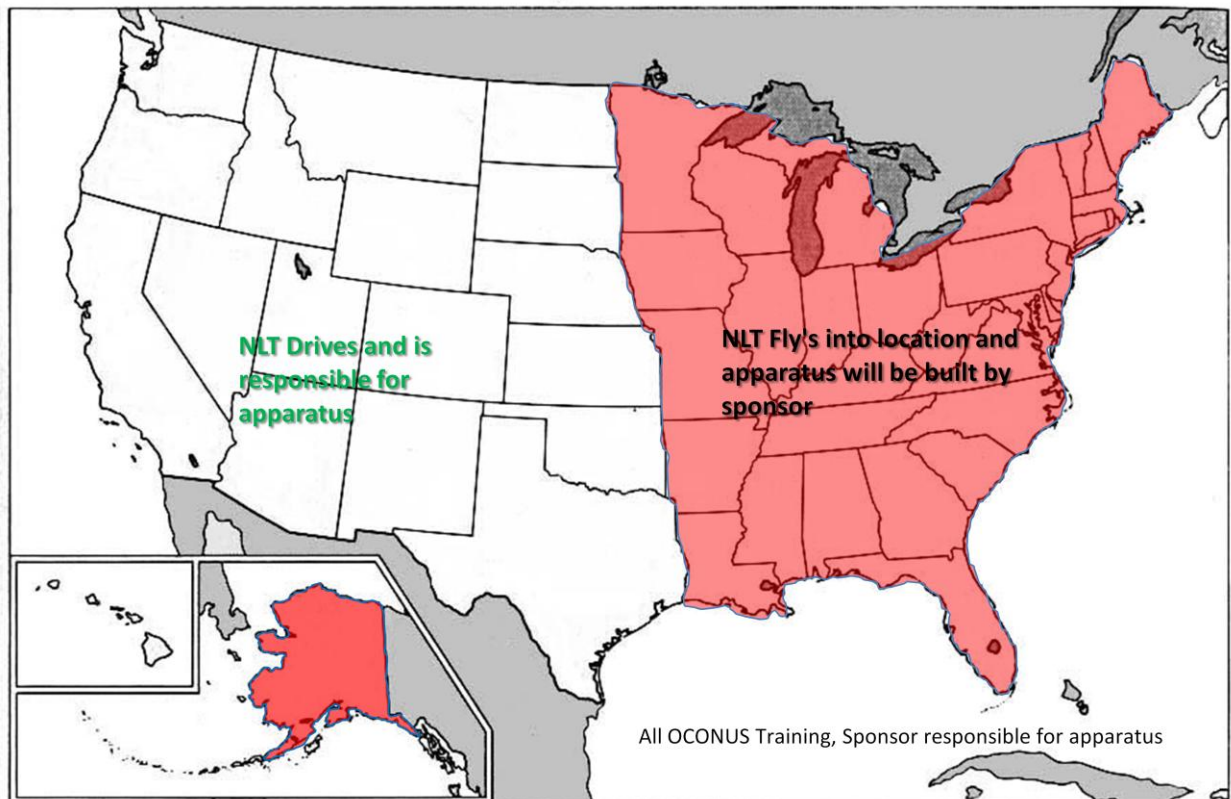 NLT Drives and is
responsible for
apparatus
NLT Fly's into location and
apparatus will be built by
sponsor
All OCONUS Training, Sponsor responsible for apparatus